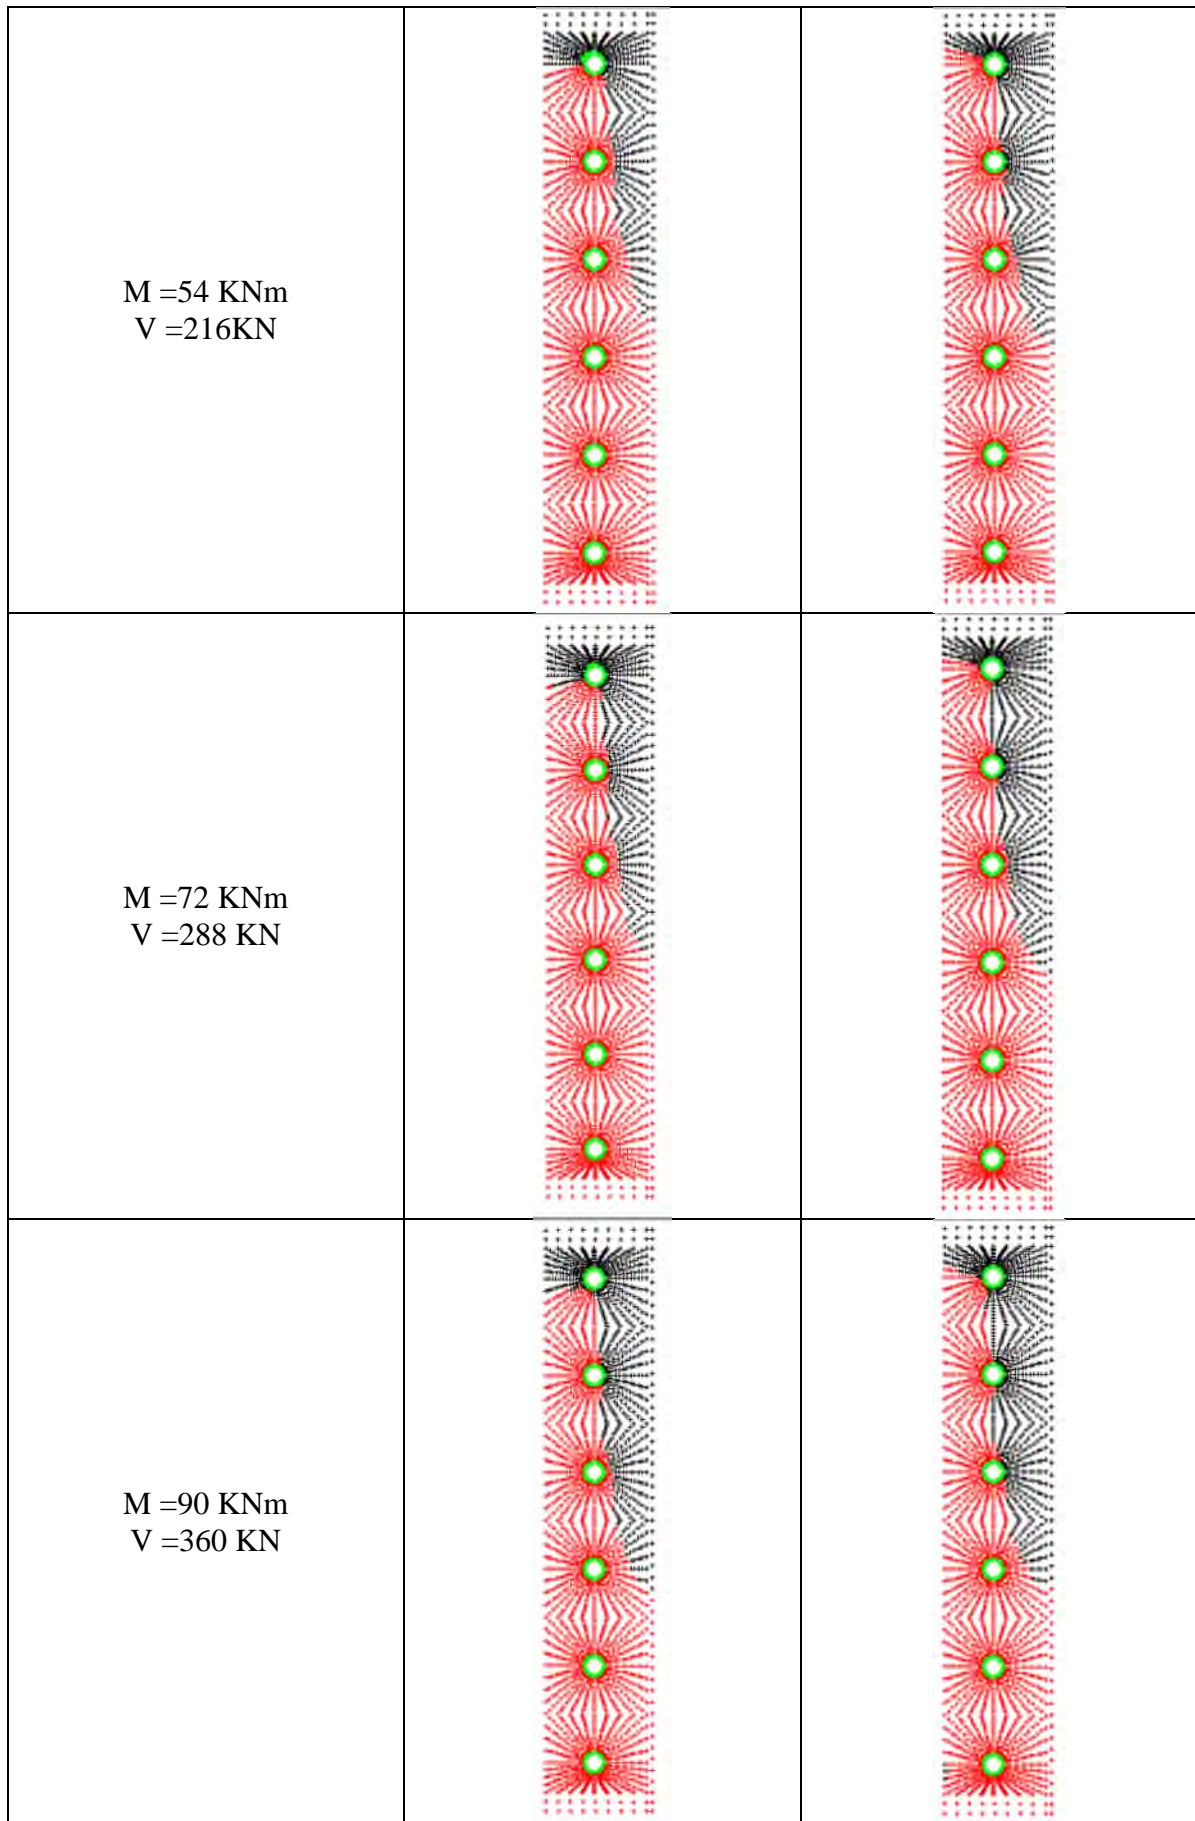 M =54 KNm
V =216KN
M =72 KNm
V =288 KN
M =90 KNm
V =360 KN